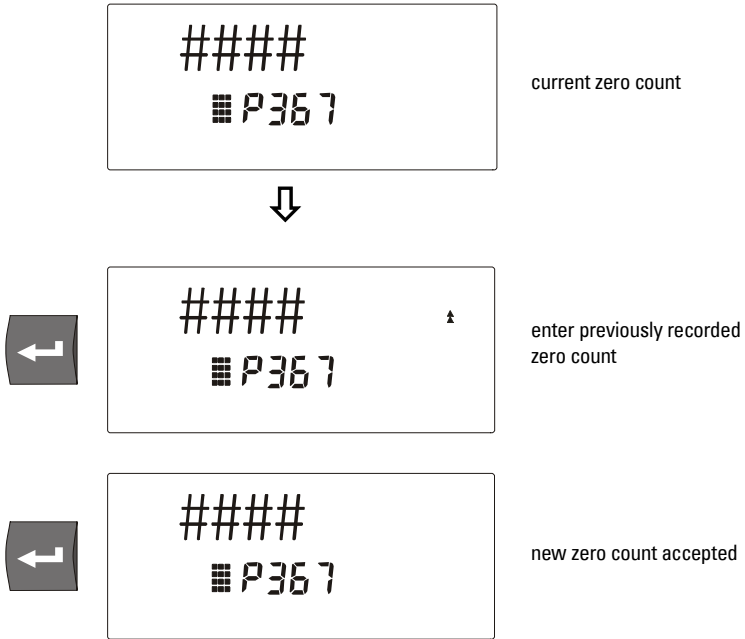 ####
P367
current zero count
####
P367
enter previously recorded
zero count
####
P367
new zero count accepted